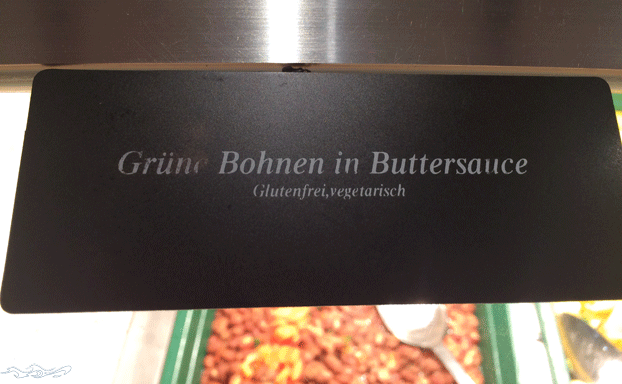 Grüne Bohnen in Buttersauce
Glutenfrei,vegetarisch